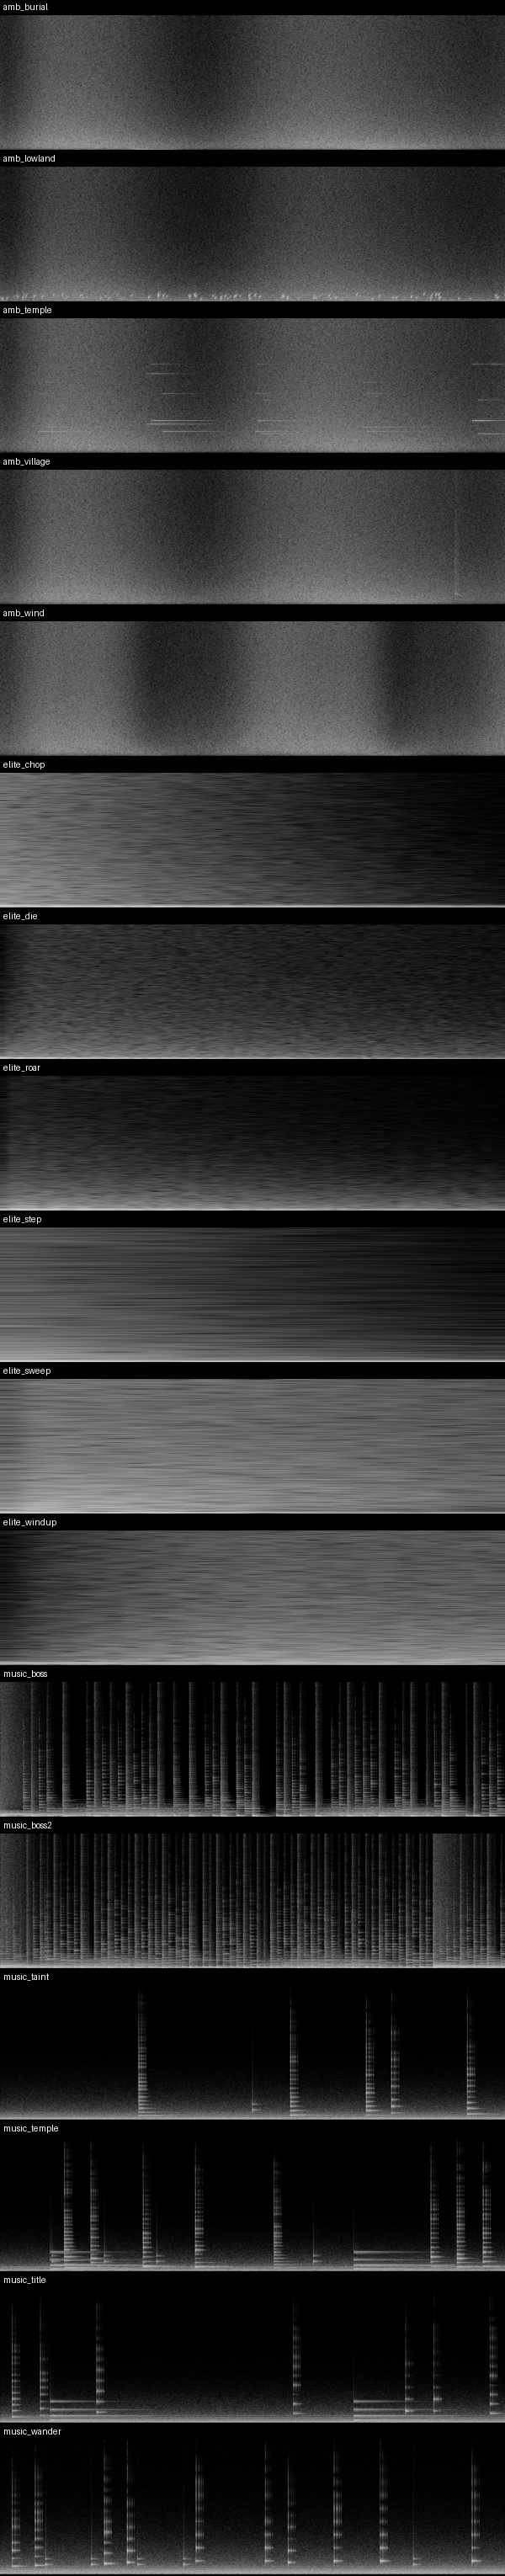 amb_burial
amb_lowland
amb_temple
amb_village
amb_wind
elite_chop
elite_die
elite_roar
elite_step
elite_sweep
elite_windup
music_boss
music_boss2
music_taint
music_temple
music_title
music_wander